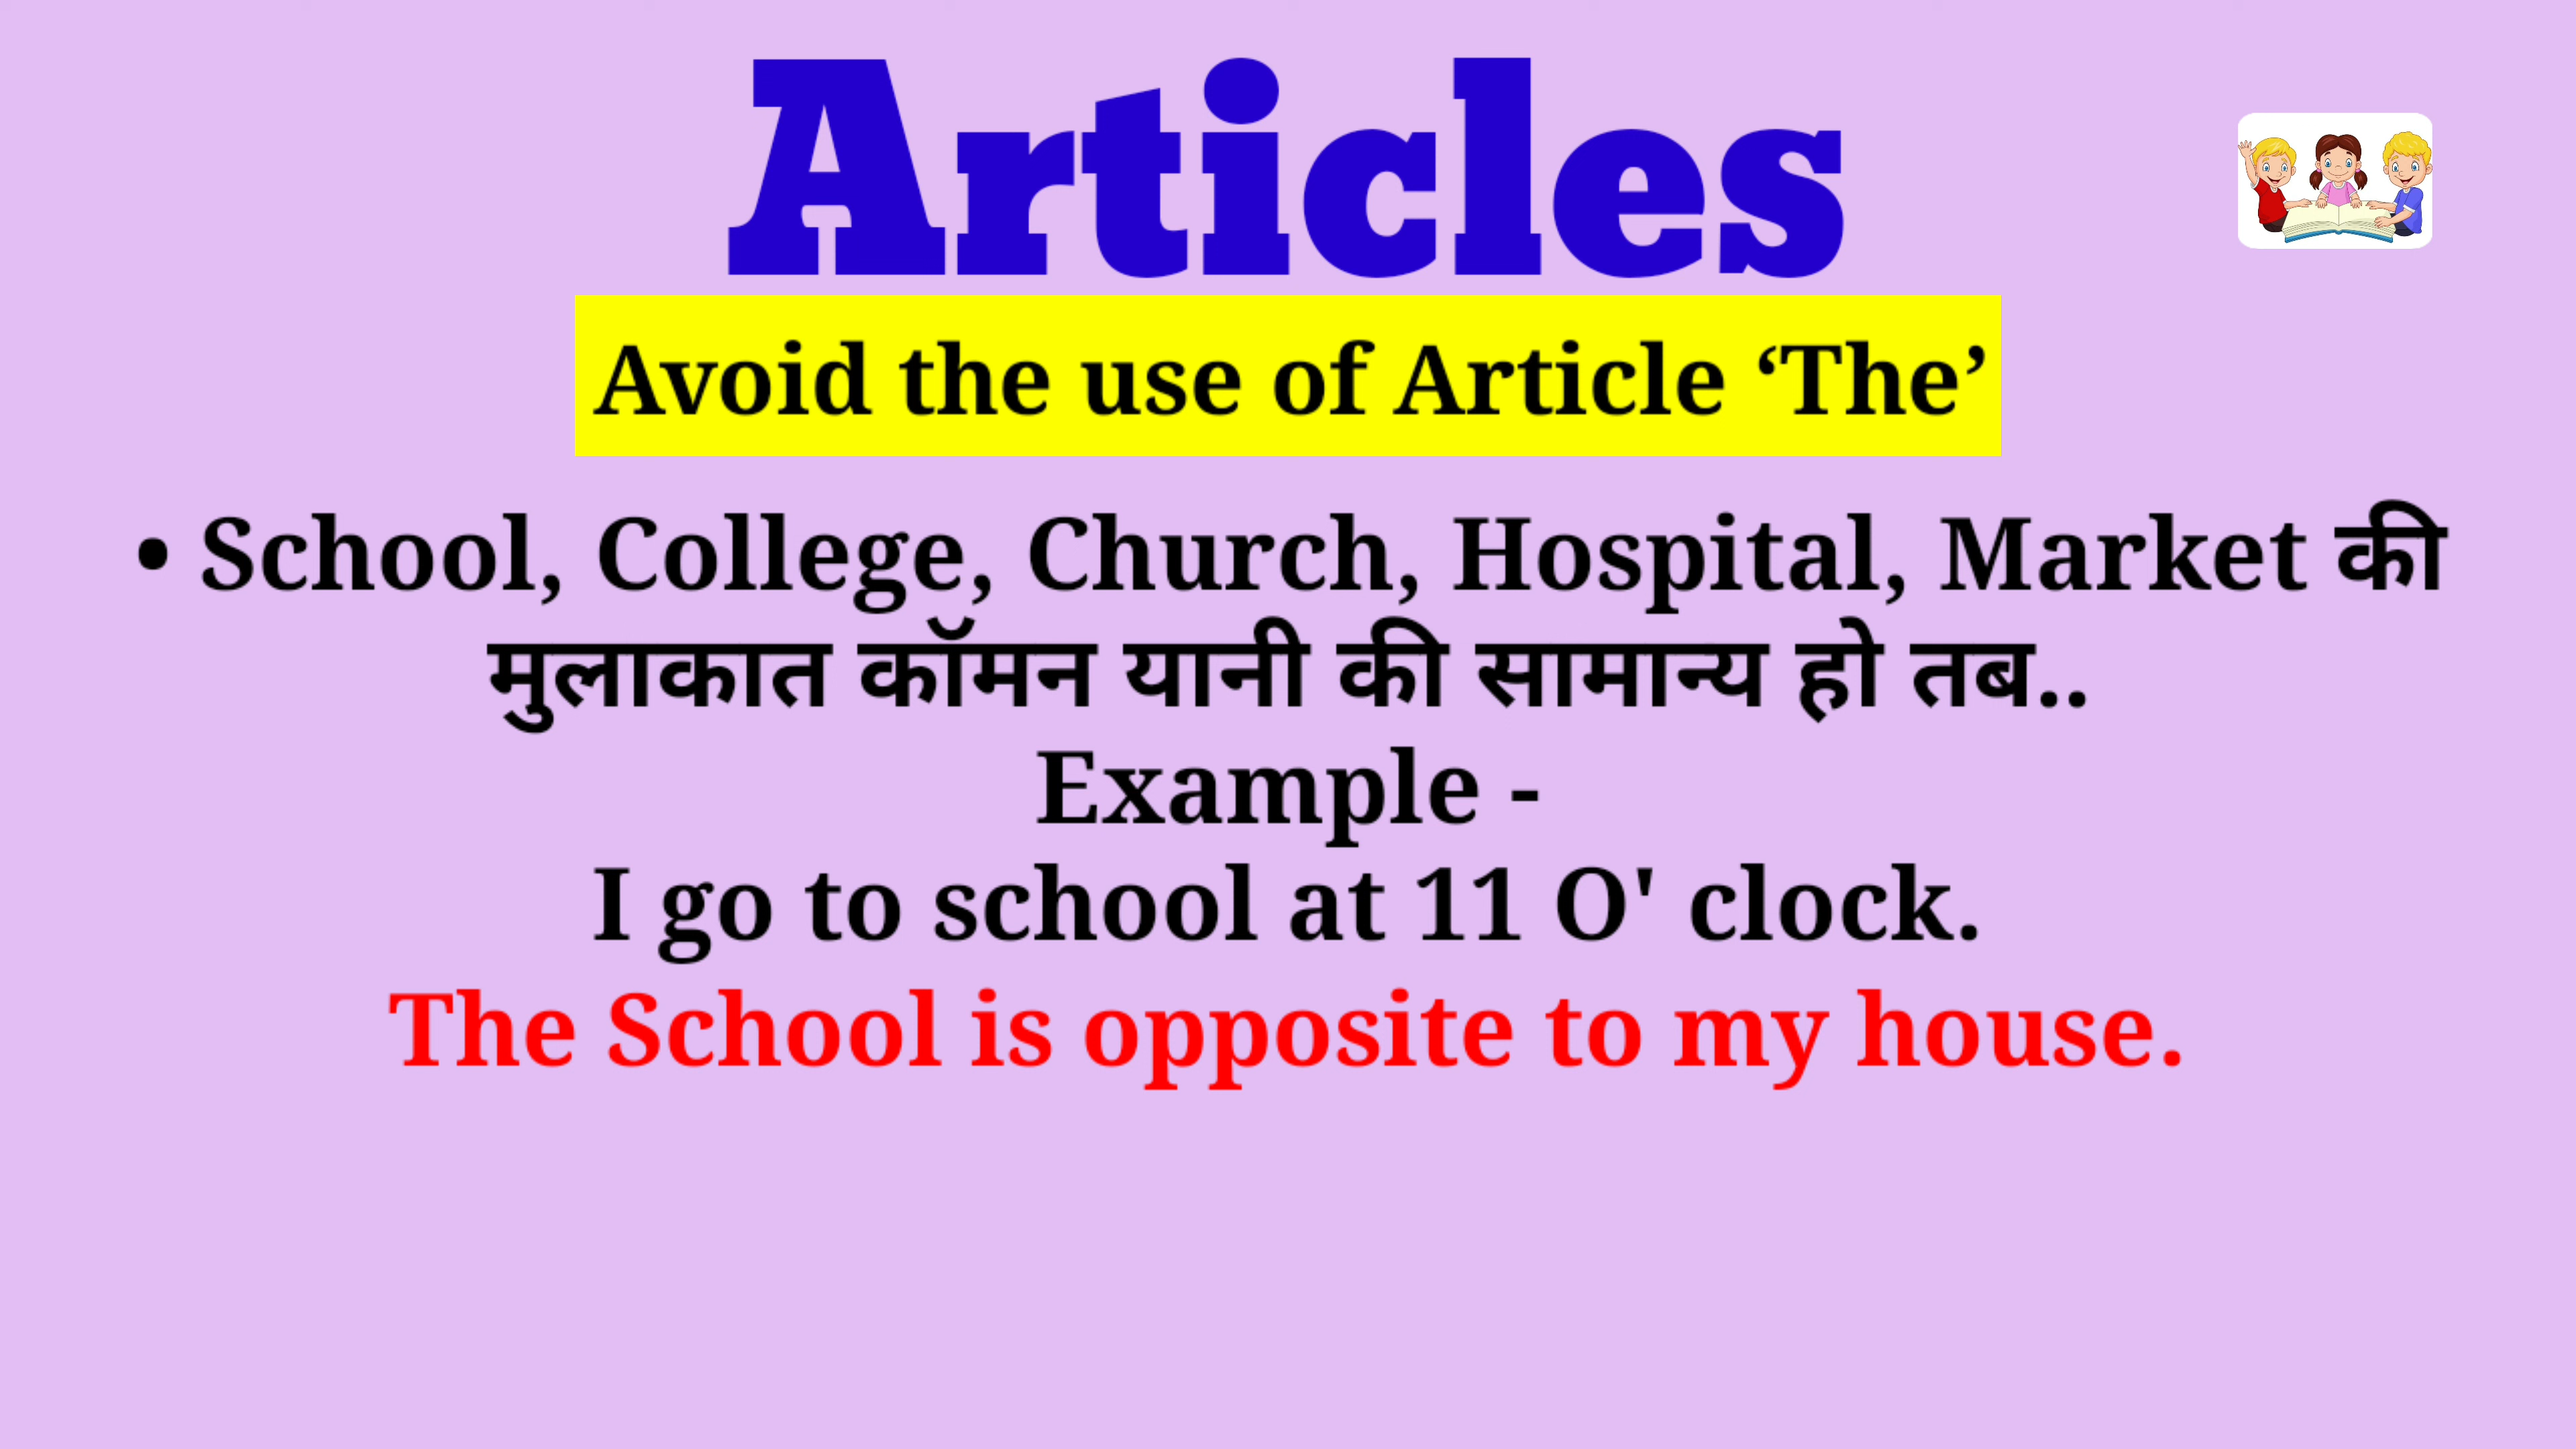 Articles
Avoid the use of Article ‘The’
• School, College, Church, Hospital, Market की
मुलाकात कॉमन यानी की सामान्य हो तब..
Example -
I go to school at 11 O' clock.
The School is opposite to my house.